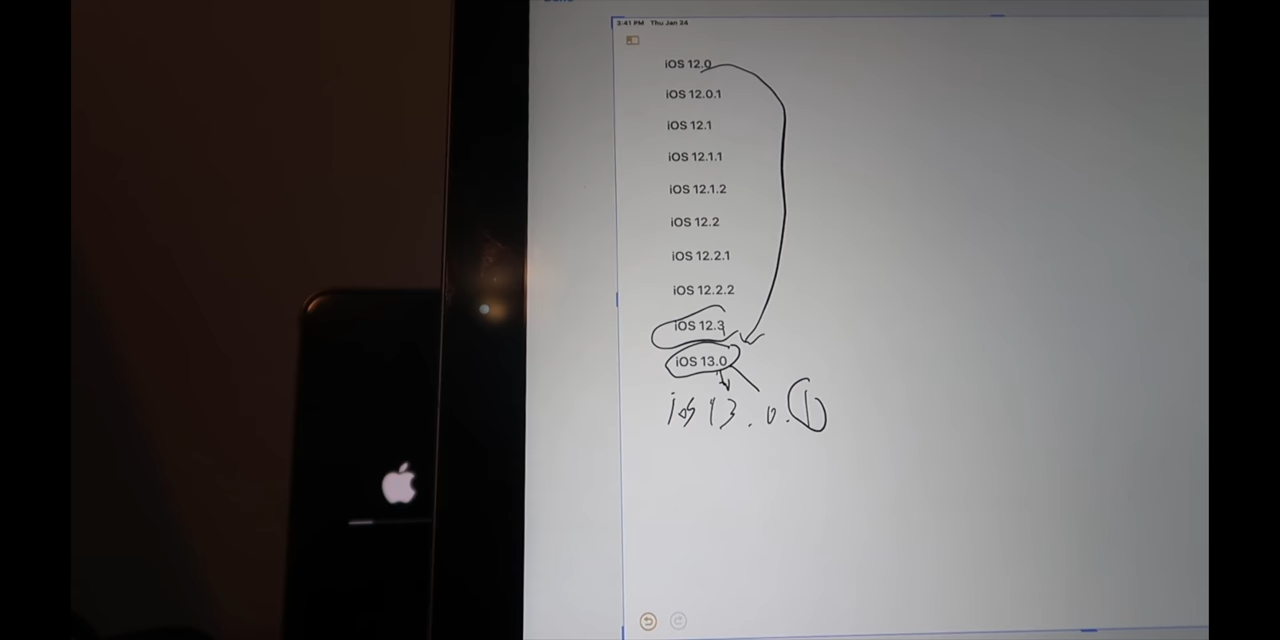 3:41 PM Thu Jan 24
iOS 12.0
iOS 12.0.1
iOS 12.1
iOS 12.1.1
iOS 12.1.2
iOS 12.2
iOS 12.2.1
iOS 12.2.2
iOS 12.3
iOS 13.0
ios 13.0.1